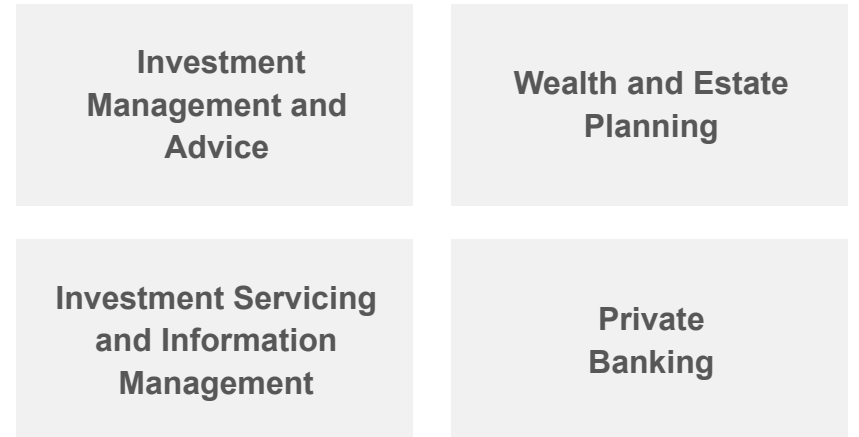 Investment
Management and
Advice
Wealth and Estate
Planning
Investment Servicing
and Information
Management
Private
Banking